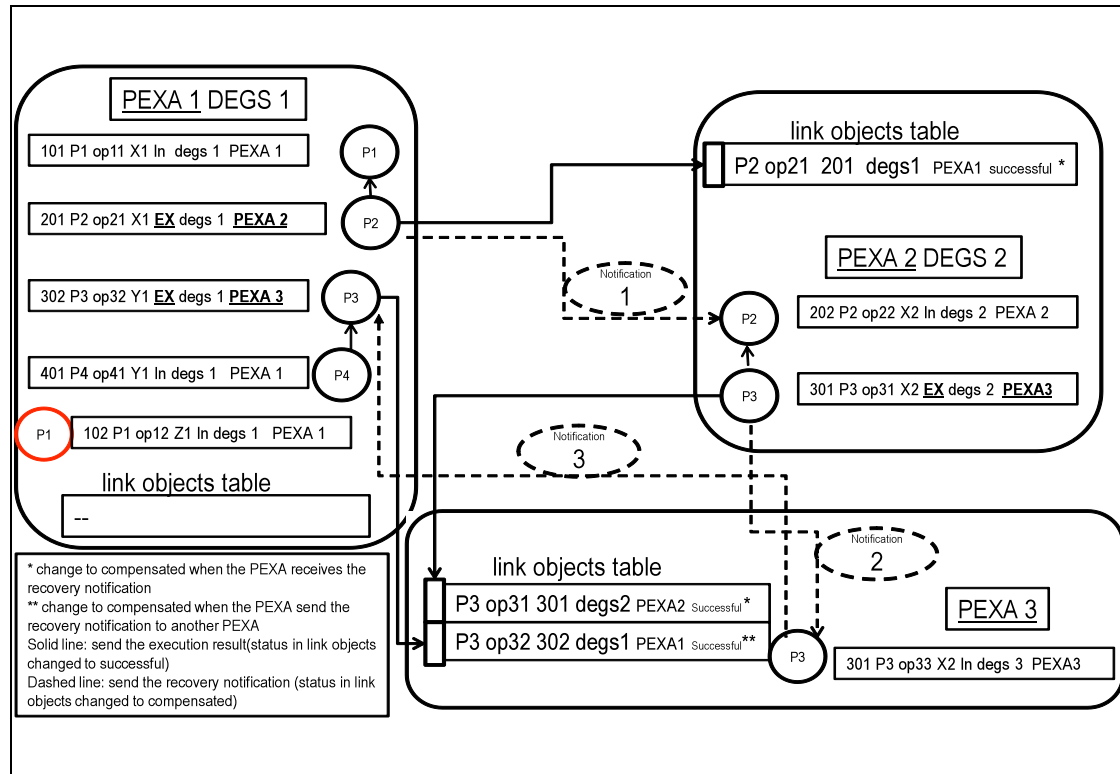 PEXA 1 DEGS 1
101 P1 op11 X1 In degs 1 PEXA 1
P1
201 P2 op21 X1 EX degs 1 PEXA 2
P2
302 P3 op32 Y1 EX degs 1 PEXA 3
P3
401 P4 op41 Y1 In degs 1 PEXA 1
P4
P1
102 P1 op12 Z1 In degs 1 PEXA 1
link objects table
--
link objects table
P2 op21 201 degs1 PEXA1 successful *
PEXA 2 DEGS 2
P2
202 P2 op22 X2 In degs 2 PEXA 2
P3
301 P3 op31 X2 EX degs 2 PEXA3
Notification
1
Notification
3
Notification
2
link objects table
P3 op31 301 degs2 PEXA2 Successful *
P3 op32 302 degs1 PEXA1 Successful**
PEXA 3
P3
301 P3 op33 X2 In degs 3 PEXA3
* change to compensated when the PEXA receives the
recovery notification
** change to compensated when the PEXA send the
recovery notification to another PEXA
Solid line: send the execution result(status in link objects
changed to successful)
Dashed line: send the recovery notification (status in link
objects changed to compensated)